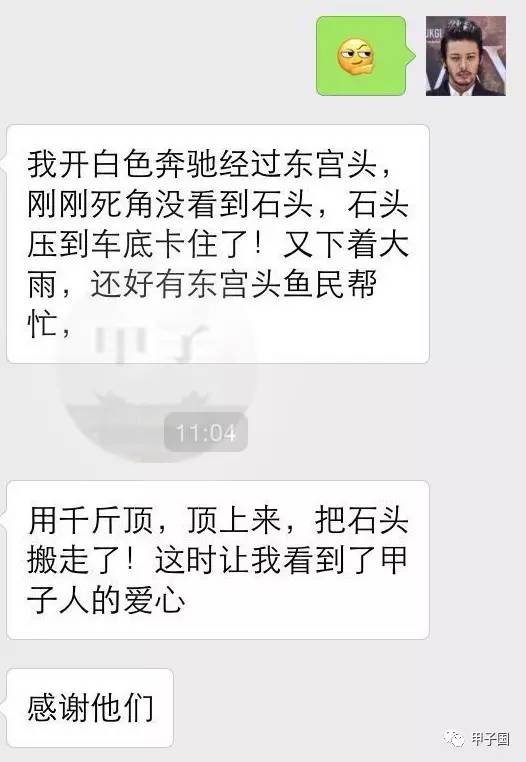 我开白色奔驰经过东宫头，
刚刚死角没看到石头，石头
压到车底卡住了！又下着大
雨，还好有东宫头鱼民帮
忙，
甲子
11:04
用千斤顶，顶上来，把石头
搬走了！这时让我看到了甲
子人的爱心
感谢他们
甲子国